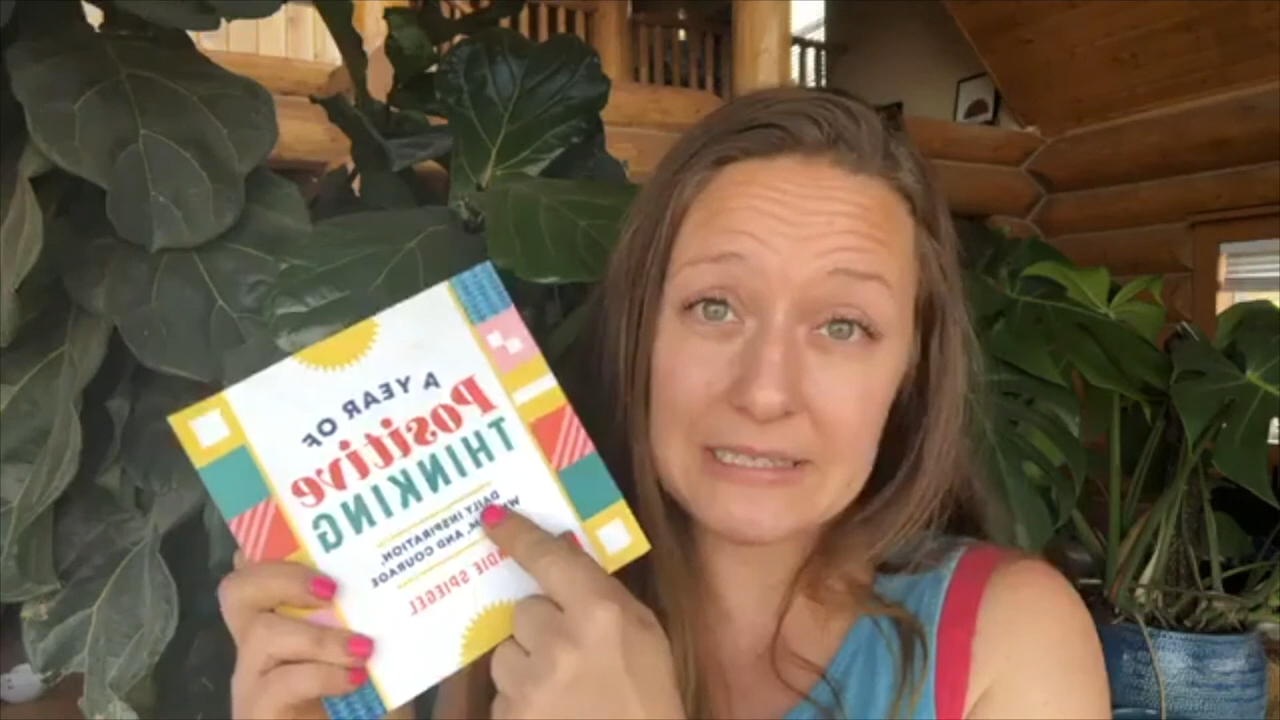 A YEAR OF
Positive
THINKING
DAILY INSPIRATION,
AND COURAGE
SPIEGEL